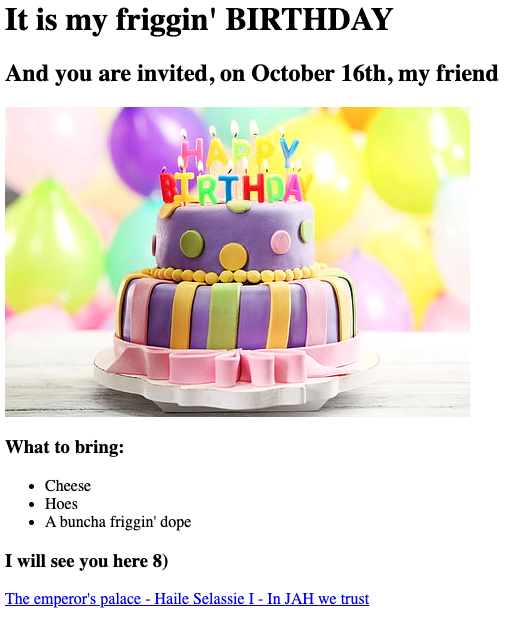 It is my friggin' BIRTHDAY
And you are invited, on October 16th, my friend
HAPPY
BIRTHDAY
What to bring:
Cheese
Hoes
A buncha friggin' dope
I will see you here 8)
The emperor's palace - Haile Selassie I - In JAH we trust